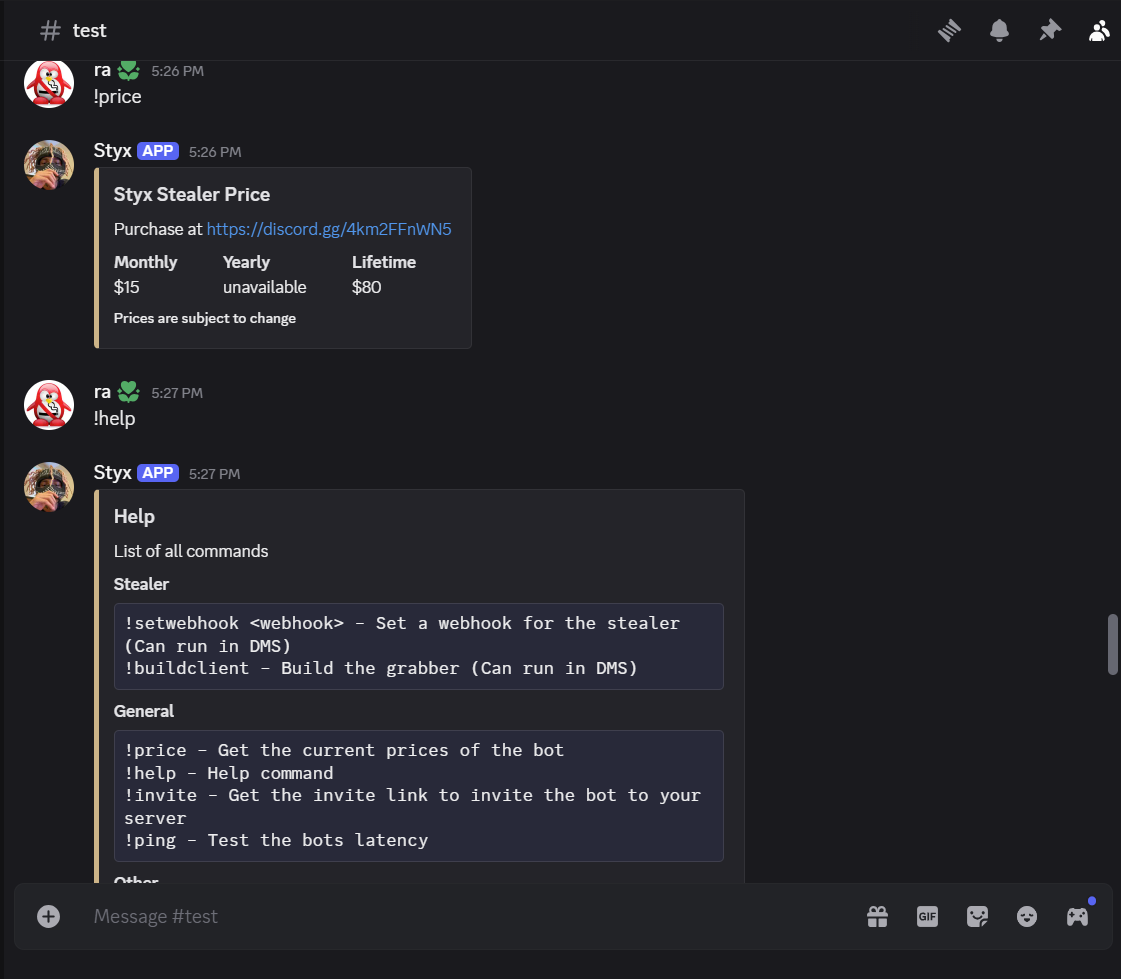 # test
ra 5:26 PM
!price
Styx APP 5:26 PM
Styx Stealer Price
Purchase at https://discord.gg/4km2FFnWN5
Monthly Yearly Lifetime
$15 unavailable $80
Prices are subject to change
ra 5:27 PM
!help
Styx APP 5:27 PM
Help
List of all commands
Stealer
!setwebhook <webhook> - Set a webhook for the stealer
(Can run in DMS)
!buildclient - Build the grabber (Can run in DMS)
General
!price - Get the current prices of the bot
!help - Help command
!invite - Get the invite link to invite the bot to your
server
!ping - Test the bots latency
Other
Message #test
GIF